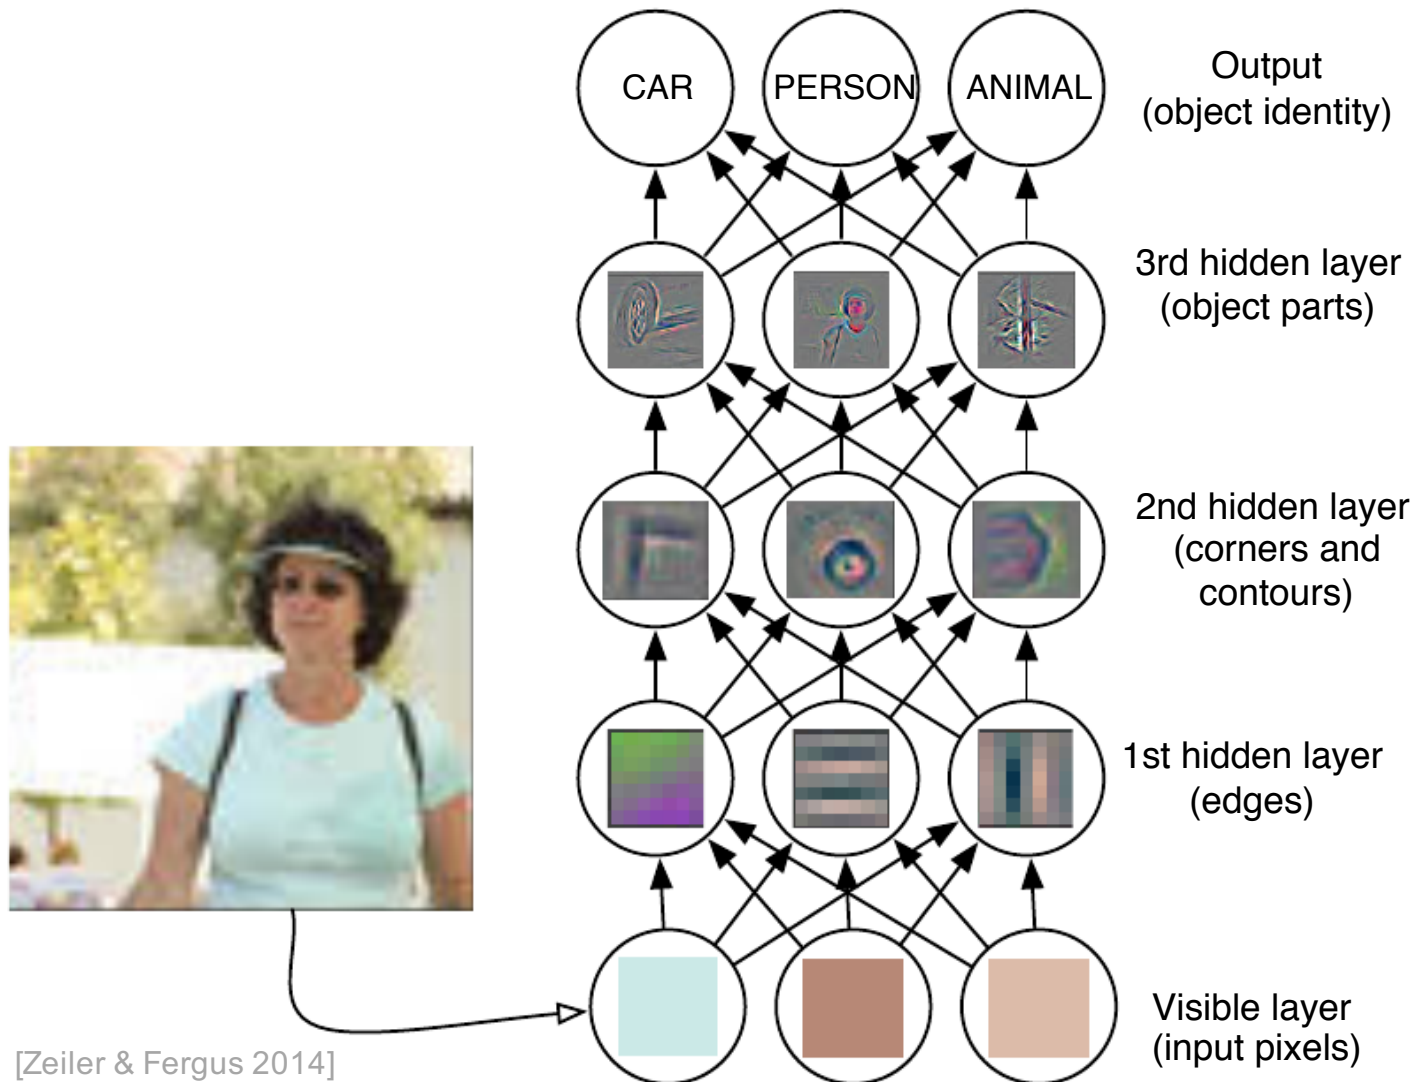 CAR
PERSON
ANIMAL
Output
(object identity)
3rd hidden layer
(object parts)
2nd hidden layer
(corners and
contours)
1st hidden layer
(edges)
Visible layer
(input pixels)
[Zeiler & Fergus 2014]